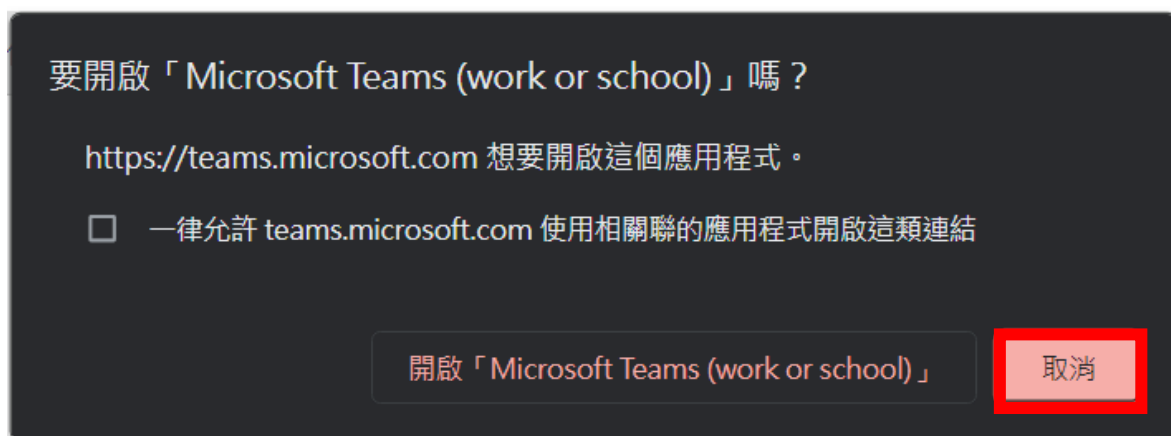 要開啟「Microsoft Teams (work or school)」嗎？
https://teams.microsoft.com 想要開啟這個應用程式。
一律允許 teams.microsoft.com 使用相關聯的應用程式開啟這類連結
開啟「Microsoft Teams (work or school)」
取消